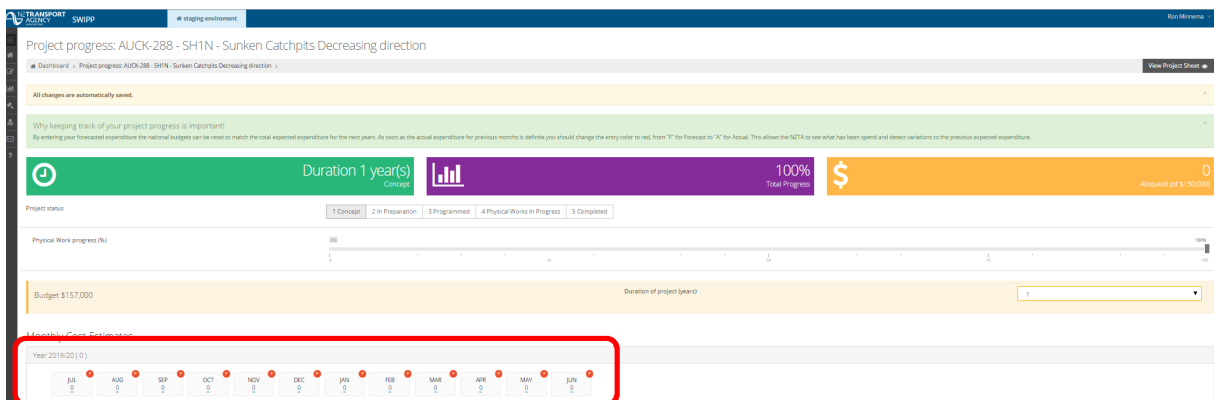 NZ TRANSPORT AGENCY
SWIPP
staging enviroment
Ron Minnema
Project progress: AUCK-288 - SH1N - Sunken Catchpits Decreasing direction
Dashboard > Project progress: AUCK-288 - SH1N - Sunken Catchpits Decreasing direction >
View Project Sheet
All changes are automatically saved.
Why keeping track of your project progress is important!
By entering your forecasted expenditure the national budgets can be reset to match the total expected expenditure for the next years. As soon as the actual expenditure for previous months is definite you should change the entry color to red, from "F" for Forecast to "A" for Actual. This allows the NZTA to see what has been spend and detect variations to the previous expected expenditure.
Duration 1 year(s)
Concept
100%
Total Progress
0
Allocated (of $150,000)
Project status
1 Concept 2 In Preparation 3 Programmed 4 Physical Works In Progress 5 Completed
Physical Work progress (%)
100%
Budget $157,000
Duration of project (years)
1
Monthly Cost Estimates
Year 2019/20 ( 0 )
JUL AUG SEP OCT NOV DEC JAN FEB MAR APR MAY JUN
0 0 0 0 0 0 0 0 0 0 0 0